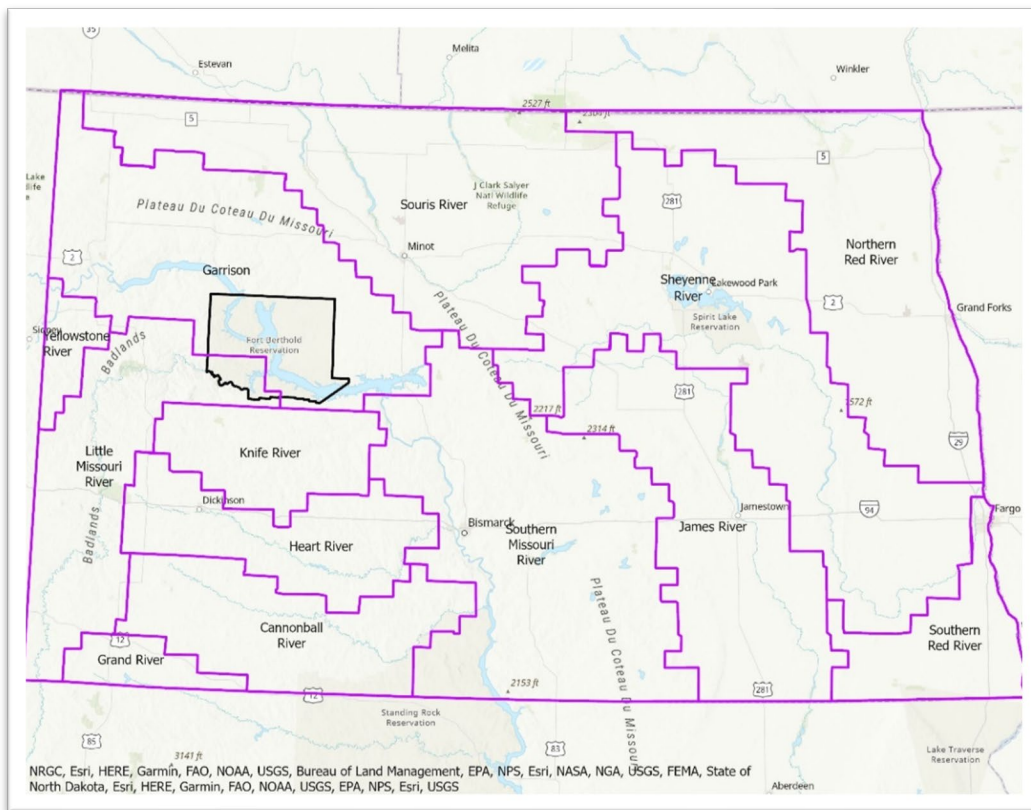 35
Melita
Estevan
Winkler
2527 ft
5
5
Lake
life
e
J Clark Salyer
Natl Wildlife
Refuge
281
Souris River
Plateau Du Coteau Du Missouri
Minot
Northern
Red River
2
Garrison
Sheyenne
River
Lakewood Park
Plateau Du Coteau Du Missouri
2
Grand Forks
Spirit Lake
Reservation
Yellowstone
River
Badlands
Fort Berthold
Reservation
281
2217 ft
2314 ft
29
Little
Missouri
River
Knife River
Dickinson
Jamestown
94
Fargo
Bismarck
Southern
Missouri
River
James River
Badlands
Heart River
Plateau Du Coteau Du Missouri
Cannonball
River
12
Southern
Red River
Grand River
12
2153 ft
281
Standing Rock
Reservation
85
83
3141 ft
Lake Traverse
Reservation
NRGC, Esri, HERE, Garmin, FAO, NOAA, USGS, Bureau of Land Management, EPA, NPS, Esri, NASA, NGA, USGS, FEMA, State of
North Dakota, Esri, HERE, Garmin, FAO, NOAA, USGS, EPA, NPS, Esri, USGS
Aberdeen